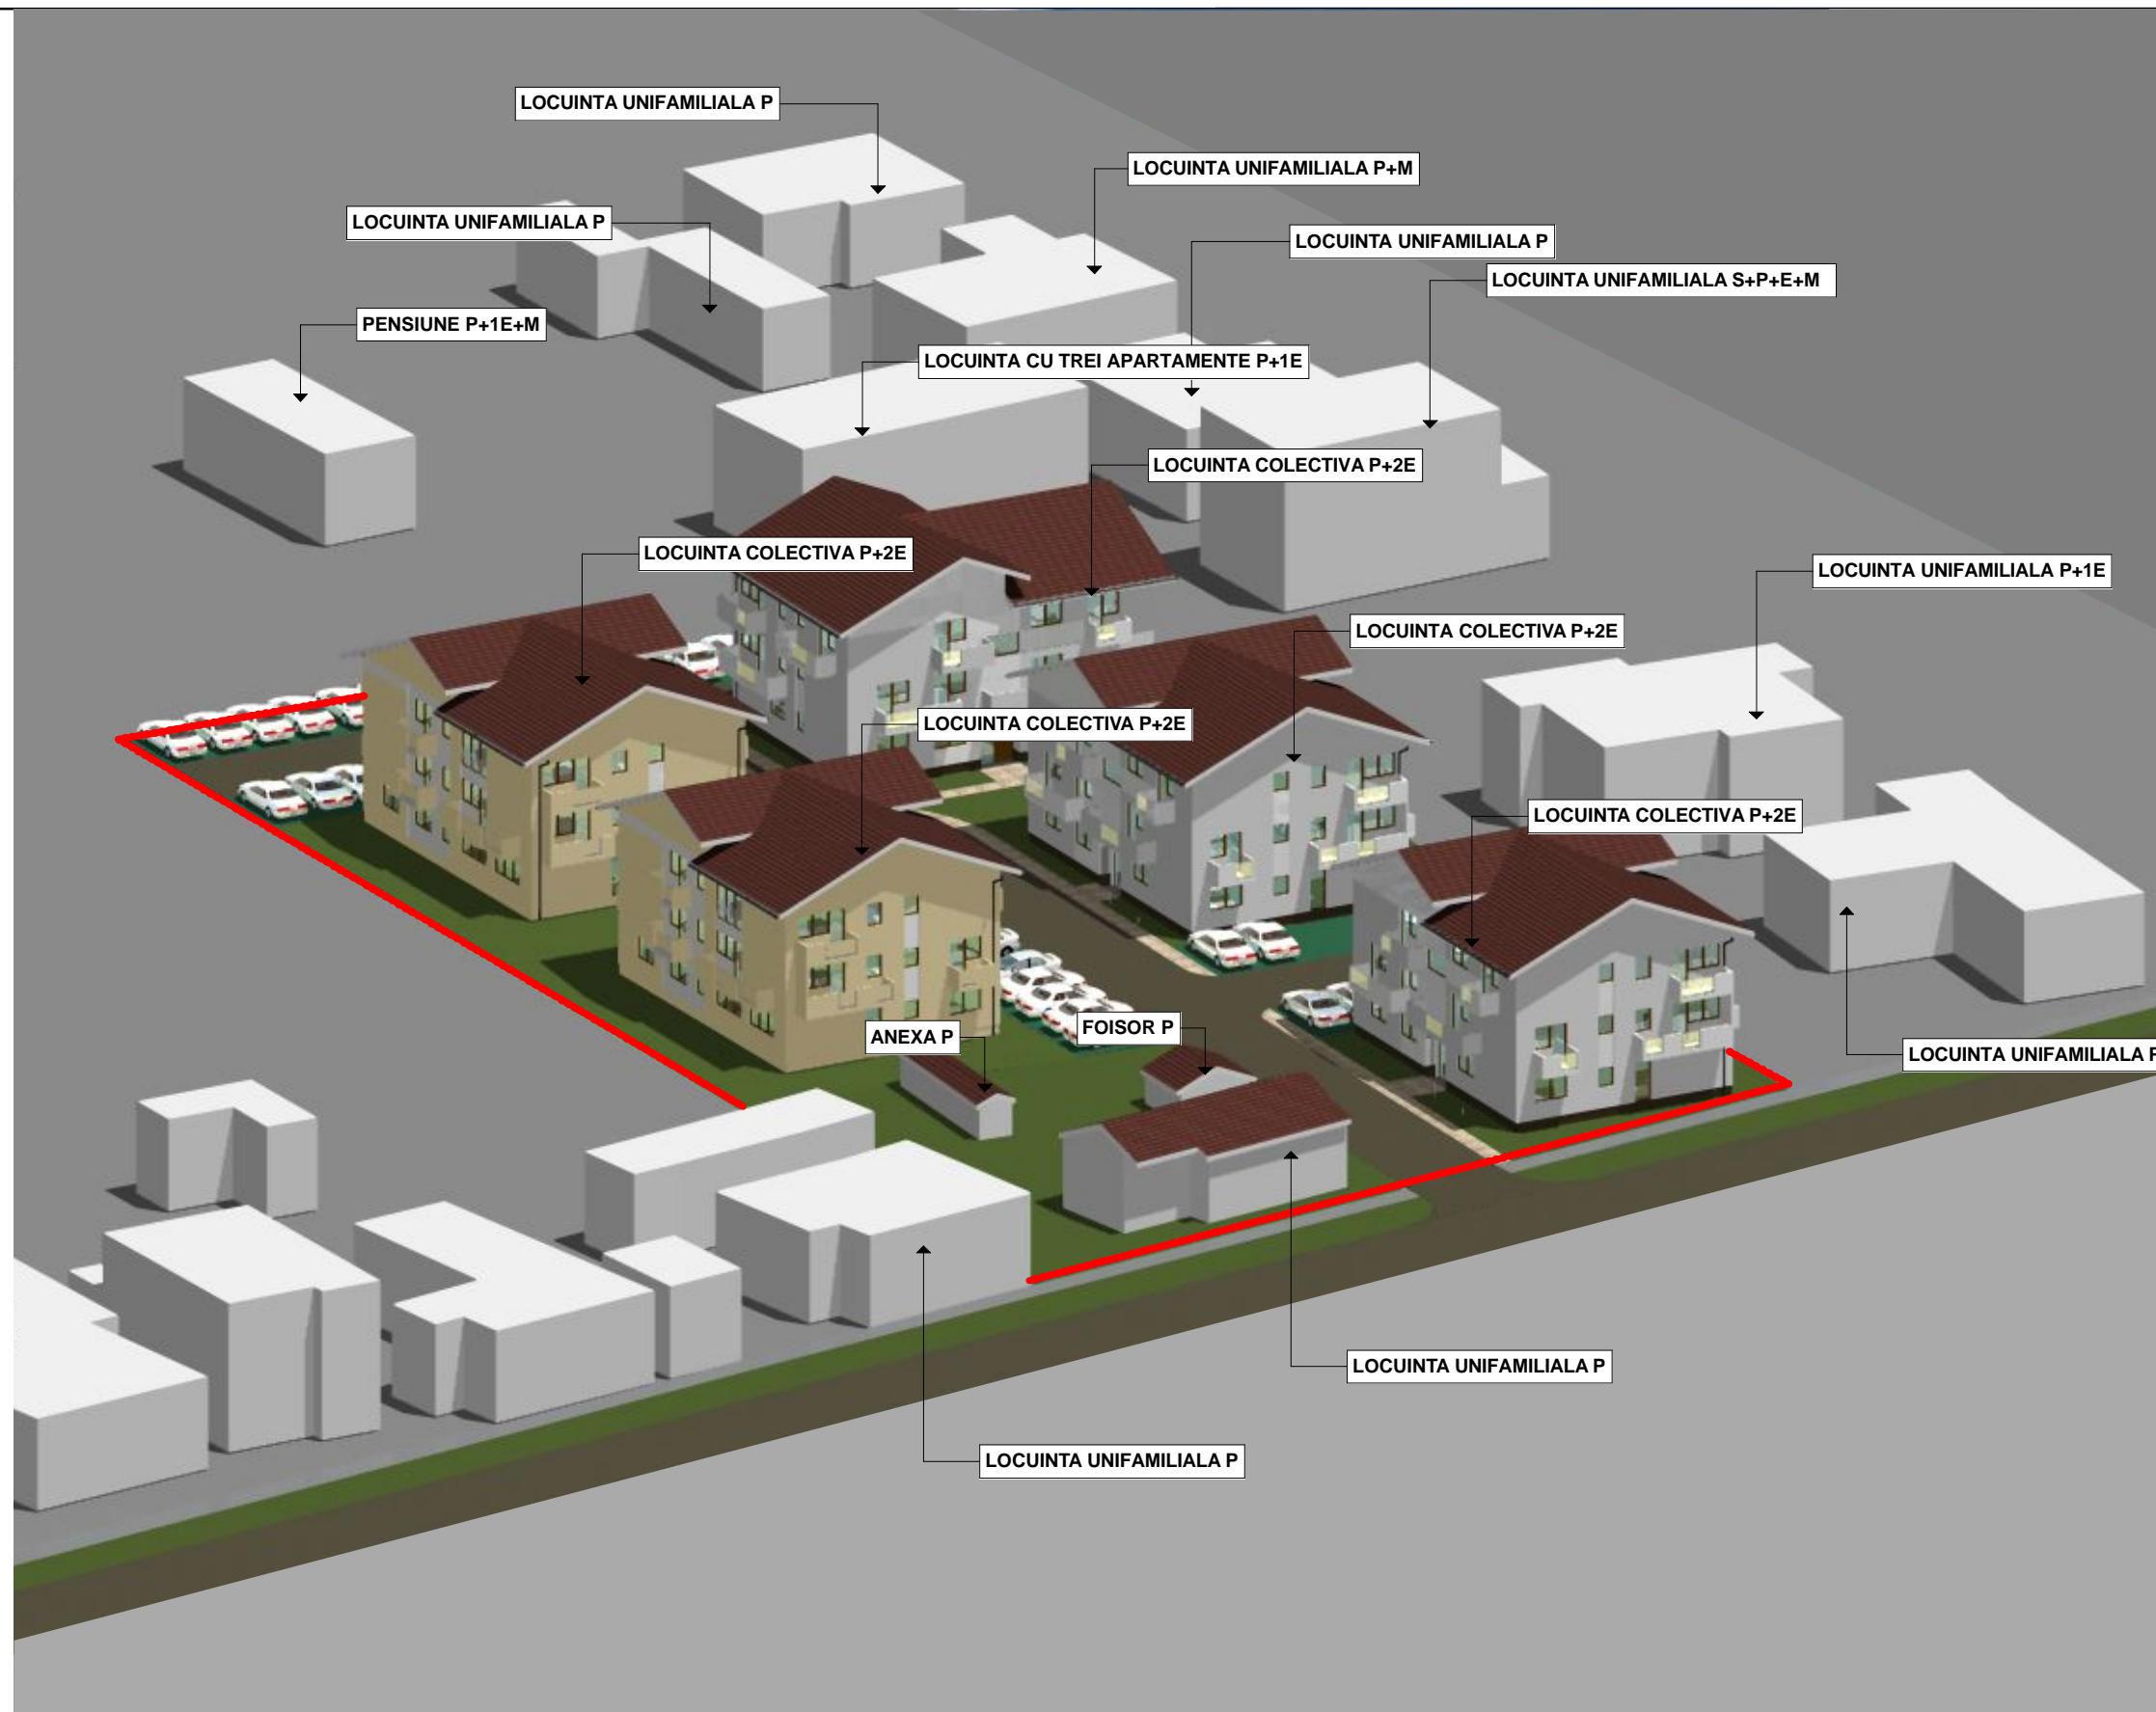 LOCUINTA UNIFAMILIALA P
LOCUINTA UNIFAMILIALA P+M
LOCUINTA UNIFAMILIALA P
LOCUINTA UNIFAMILIALA P
LOCUINTA UNIFAMILIALA S+P+E+M
PENSIUNE P+1E+M
LOCUINTA CU TREI APARTAMENTE P+1E
LOCUINTA COLECTIVA P+2E
LOCUINTA COLECTIVA P+2E
LOCUINTA UNIFAMILIALA P+1E
LOCUINTA COLECTIVA P+2E
LOCUINTA COLECTIVA P+2E
LOCUINTA COLECTIVA P+2E
FOISOR P
ANEXA P
LOCUINTA UNIFAMILIALA
LOCUINTA UNIFAMILIALA P
LOCUINTA UNIFAMILIALA P